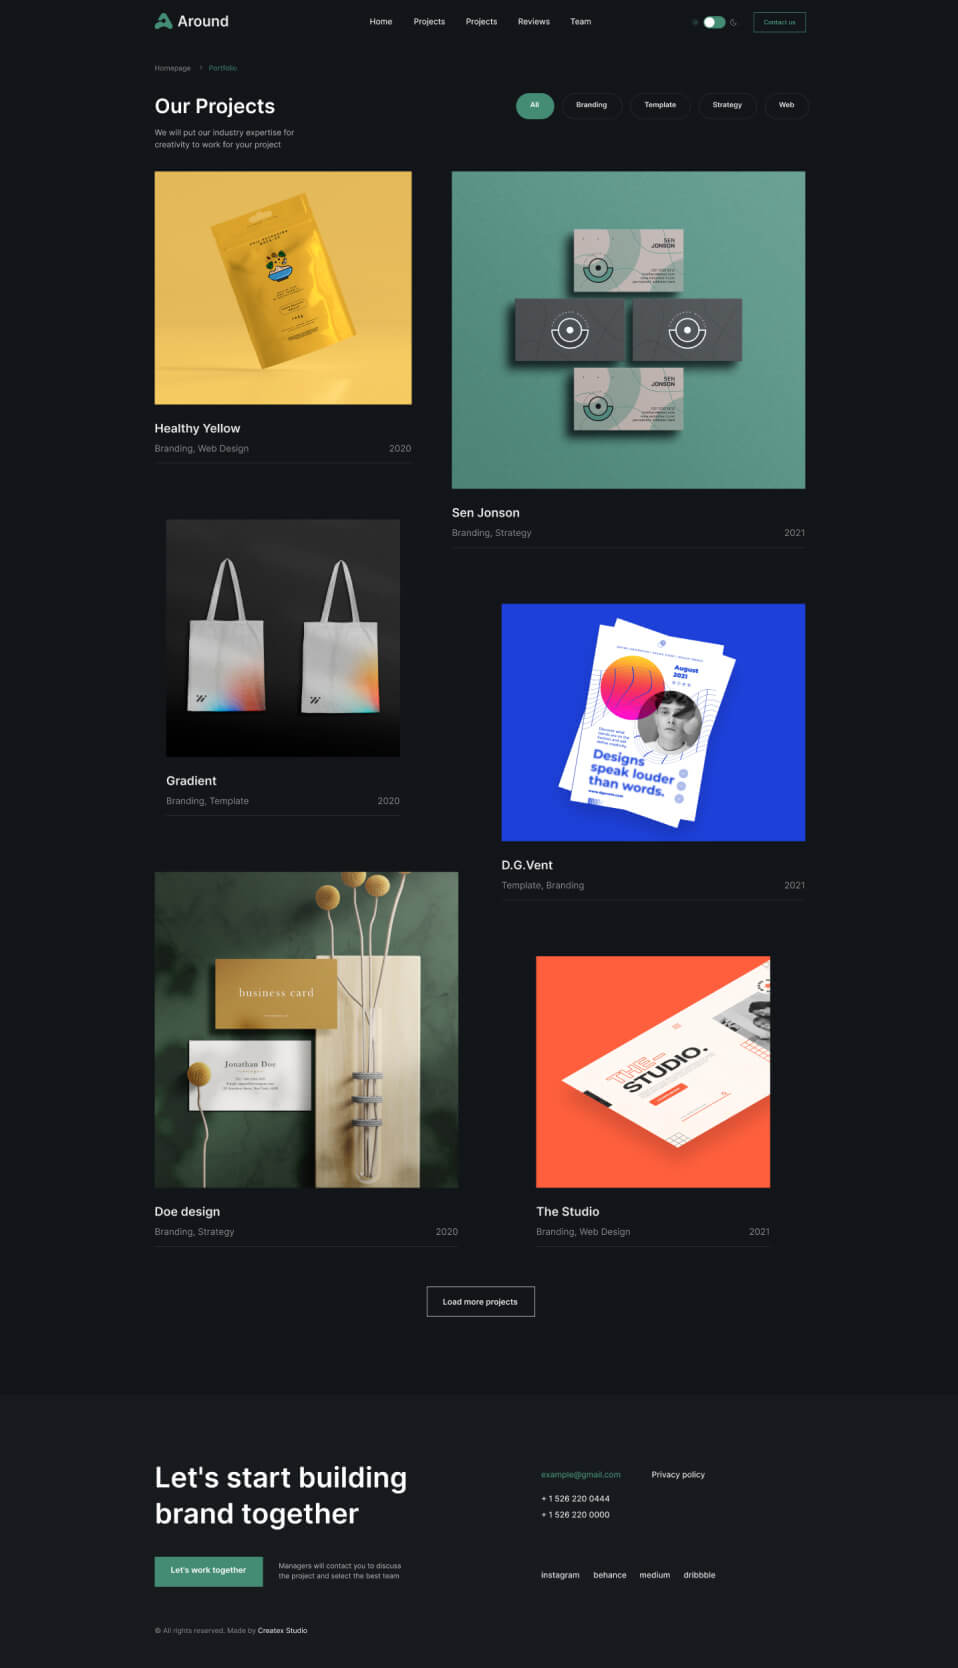 Around
Home
Projects
Projects
Reviews
Team
Contact us
Homepage
Portfolio
Our Projects
We will put our industry expertise for
creativity to work for your project
All
Branding
Template
Strategy
Web
SEN
JONSON
SEN
JONSON
Healthy Yellow
Branding, Web Design
2020
Sen Jonson
Branding, Strategy
2021
August
2021
Designs
speak louder
than words.
Gradient
Branding, Template
2020
D.G.Vent
Template, Branding
2021
business card
Jonathan Doe
THE
STUDIO.
Doe design
Branding, Strategy
2020
The Studio
Branding, Web Design
2021
Load more projects
Let's start building
brand together
example@gmail.com
Privacy policy
+ 1 526 220 0444
+ 1 526 220 0000
Let's work together
Managers will contact you to discuss
the project and select the best team
instagram
behance
medium
dribbble
© All rights reserved. Made by Createx Studio